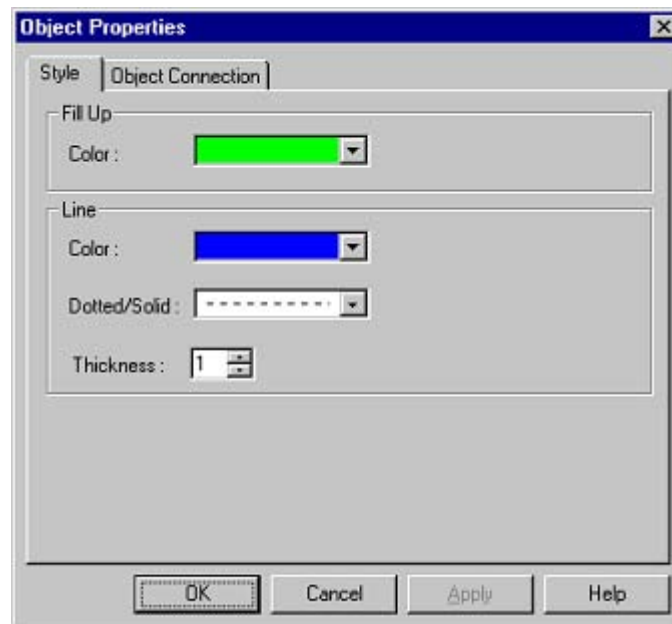 Object Properties
Style
Object Connection
Fill Up
Color :
Line
Color :
Dotted/Solid :
Thickness :
1
OK
Cancel
Apply
Help